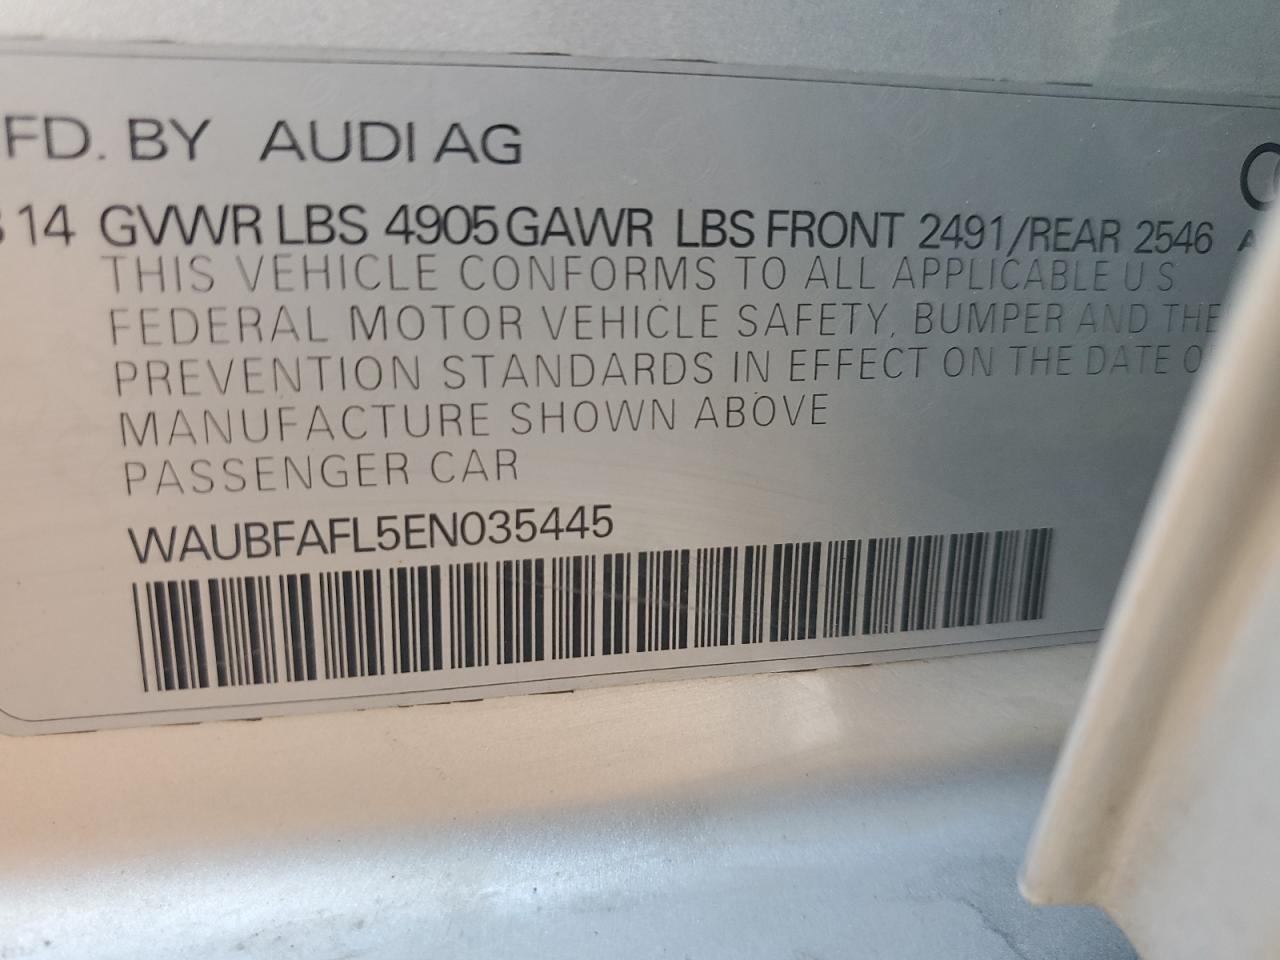 FD. BY AUDI AG
14 GVWR LBS 4905 GAWR LBS FRONT 2491/REAR 2546
THIS VEHICLE CONFORMS TO ALL APPLICABLE U S
FEDERAL MOTOR VEHICLE SAFETY, BUMPER AND THE
PREVENTION STANDARDS IN EFFECT ON THE DATE O
MANUFACTURE SHOWN ABOVE
PASSENGER CAR
WAUBFAFL5EN035445